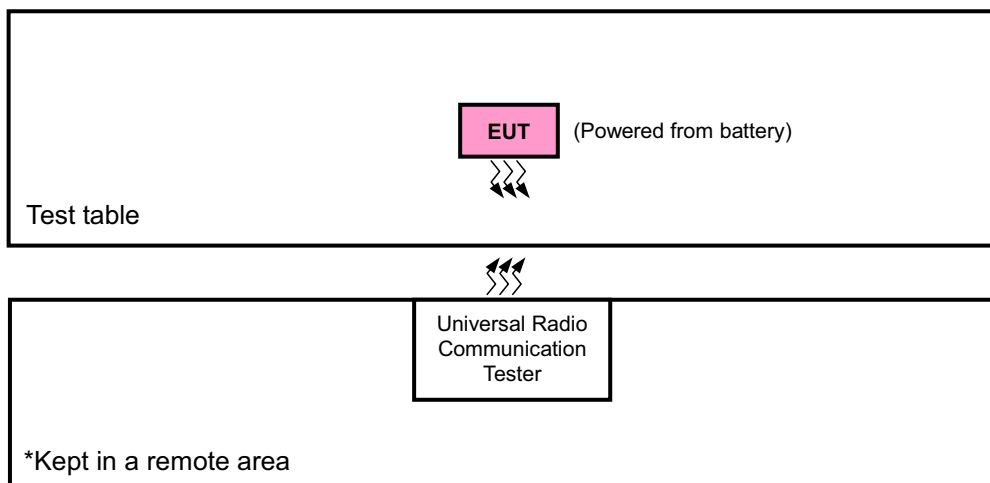 EUT
(Powered from battery)
Test table
Universal Radio
Communication
Tester
*Kept in a remote area